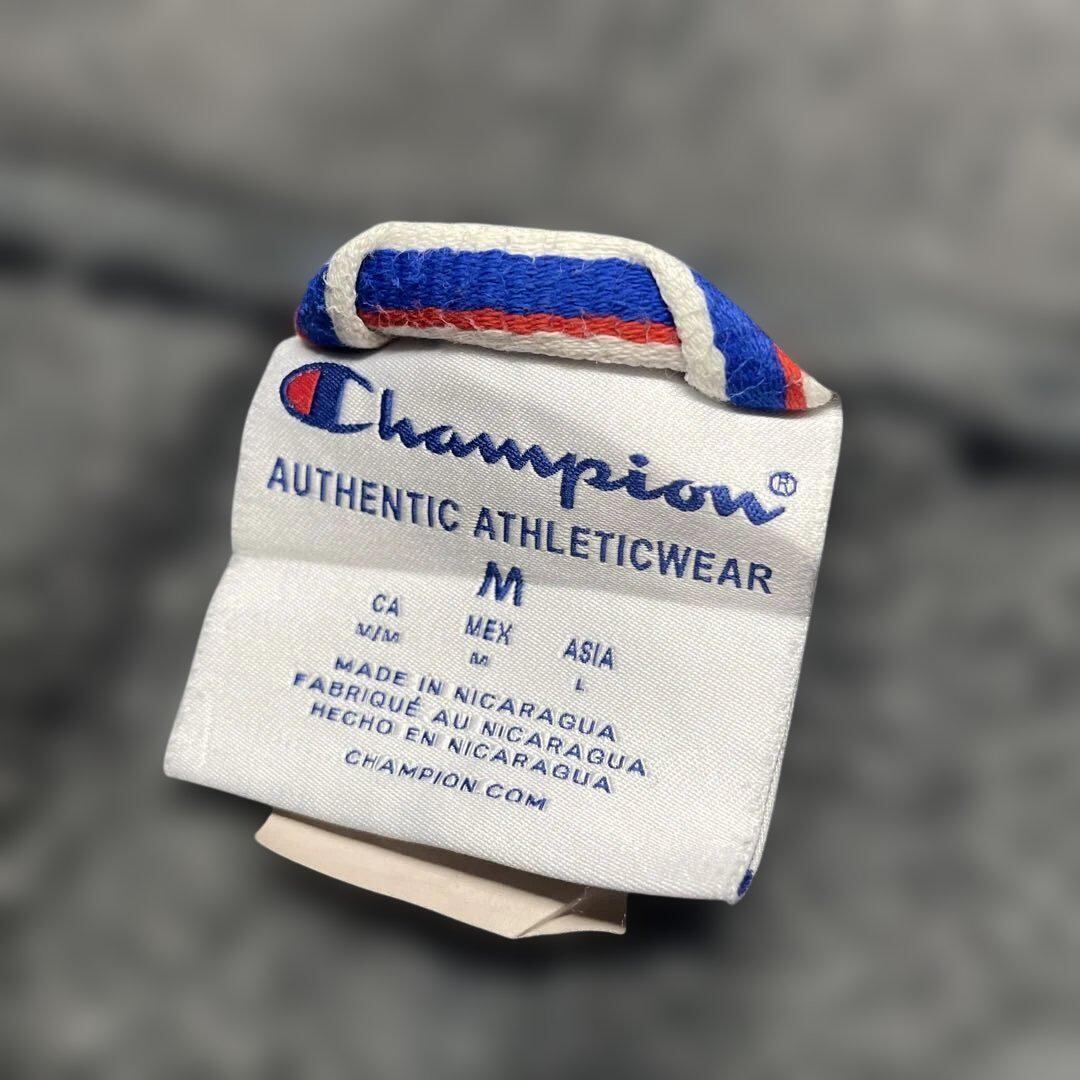 Champion®
AUTHENTIC ATHLETICWEAR
M
CA MEX ASIA
M/M M L
MADE IN NICARAGUA
FABRIQUÉ AU NICARAGUA
HECHO EN NICARAGUA
CHAMPION.COM